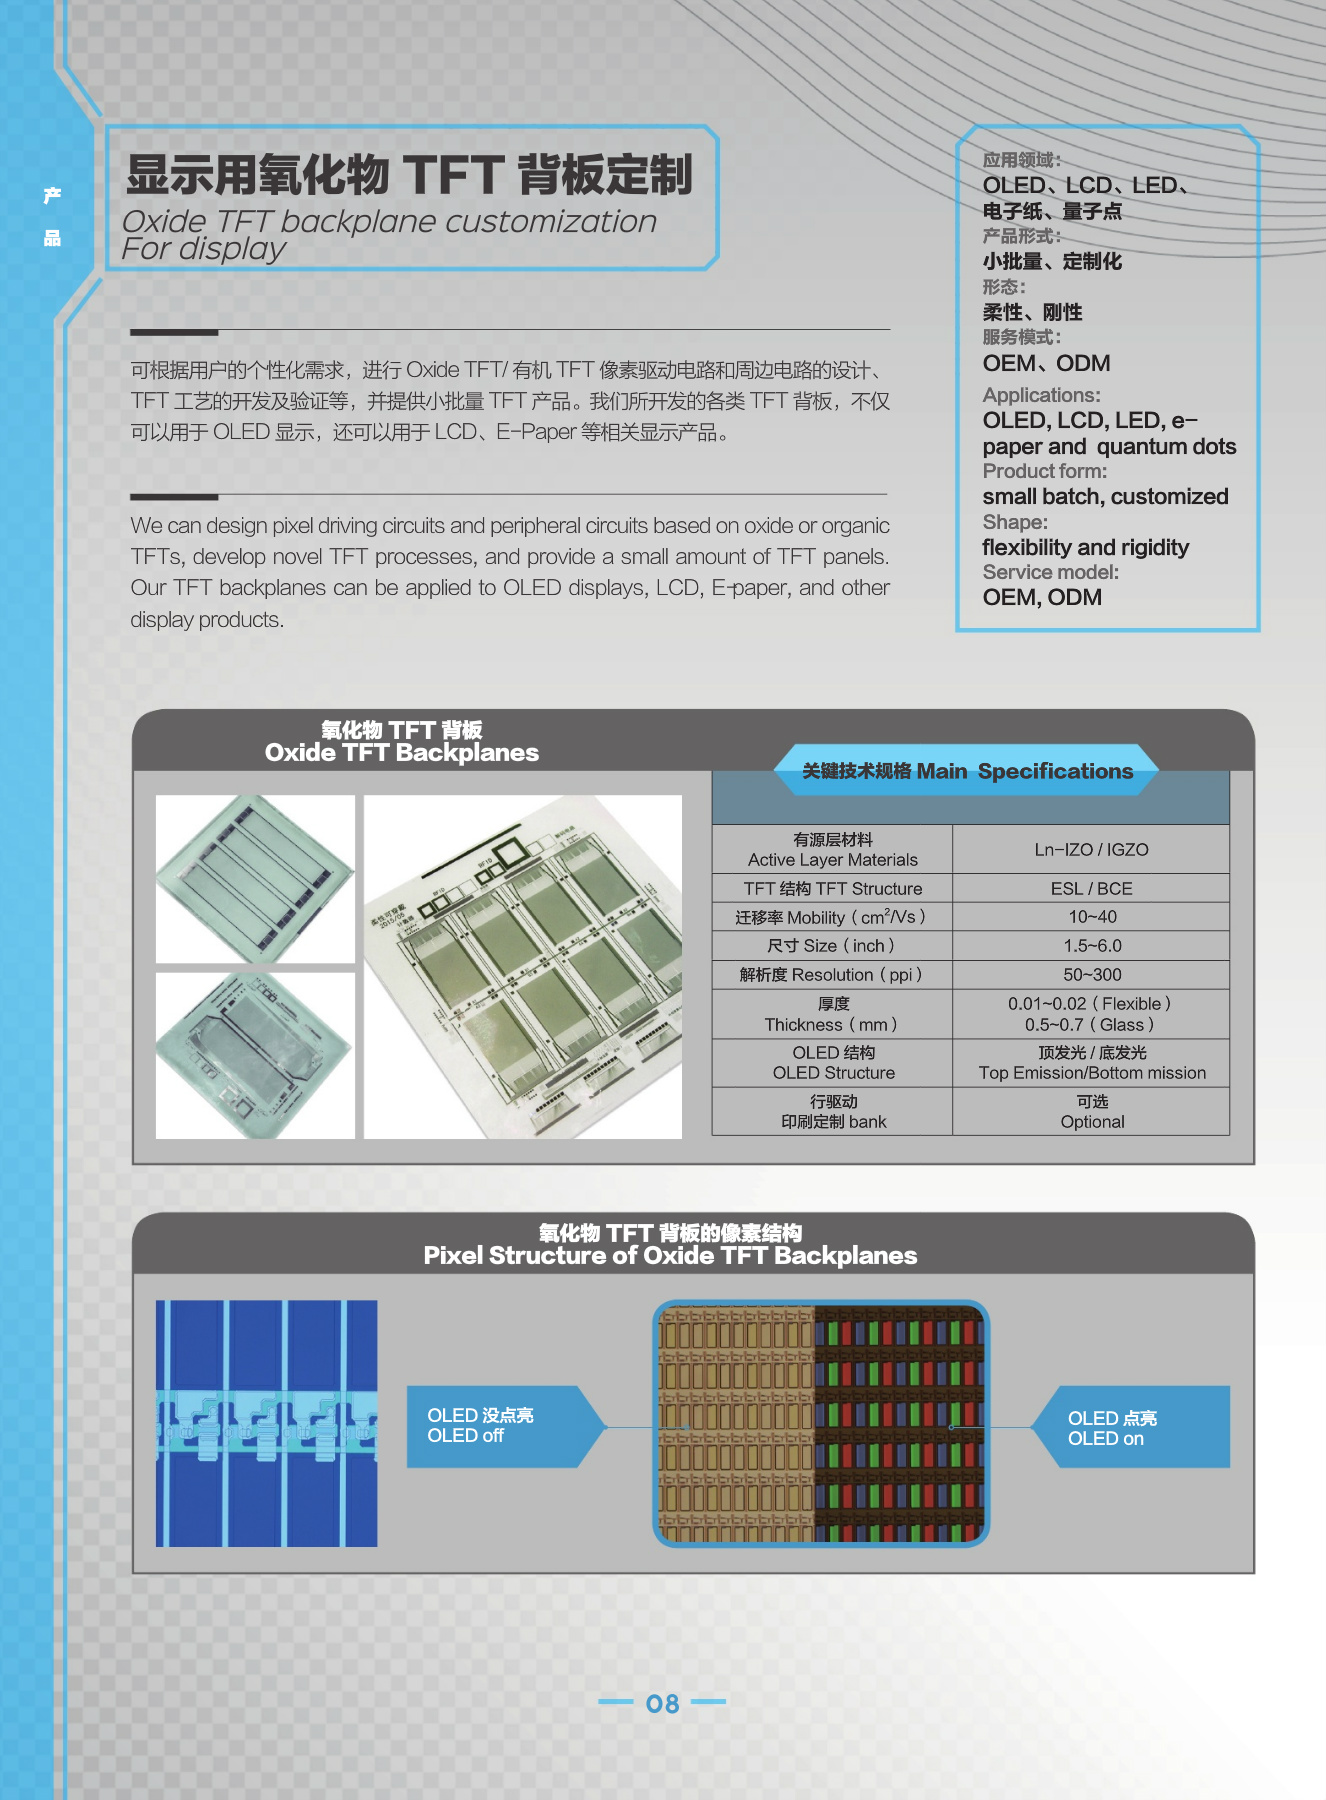 产
品
显示用氧化物 TFT 背板定制
Oxide TFT backplane customization
For display
应用领域：
OLED、LCD、LED、
电子纸、量子点
产品形式：
小批量、定制化
形态：
柔性、刚性
服务模式：
OEM、ODM
Applications:
OLED, LCD, LED, e-
paper and quantum dots
Product form:
small batch, customized
Shape:
flexibility and rigidity
Service model:
OEM, ODM
可根据用户的个性化需求，进行 Oxide TFT/ 有机 TFT 像素驱动电路和周边电路的设计、
TFT 工艺的开发及验证等，并提供小批量 TFT 产品。我们所开发的各类 TFT 背板，不仅
可以用于 OLED 显示，还可以用于 LCD、E-Paper 等相关显示产品。
We can design pixel driving circuits and peripheral circuits based on oxide or organic
TFTs, develop novel TFT processes, and provide a small amount of TFT panels.
Our TFT backplanes can be applied to OLED displays, LCD, E-paper, and other
display products.
氧化物 TFT 背板
Oxide TFT Backplanes
关键技术规格 Main Specifications
有源层材料
Active Layer Materials
Ln-IZO / IGZO
TFT 结构 TFT Structure
ESL / BCE
迁移率 Mobility（cm²/Vs）
10~40
尺寸 Size（inch）
1.5~6.0
解析度 Resolution（ppi）
50~300
厚度
Thickness（mm）
0.01~0.02（Flexible）
0.5~0.7（Glass）
OLED 结构
OLED Structure
顶发光 / 底发光
Top Emission/Bottom mission
行驱动
印刷定制 bank
可选
Optional
柔性可穿戴
2015/05
氧化物 TFT 背板的像素结构
Pixel Structure of Oxide TFT Backplanes
OLED 没点亮
OLED off
OLED 点亮
OLED on
08